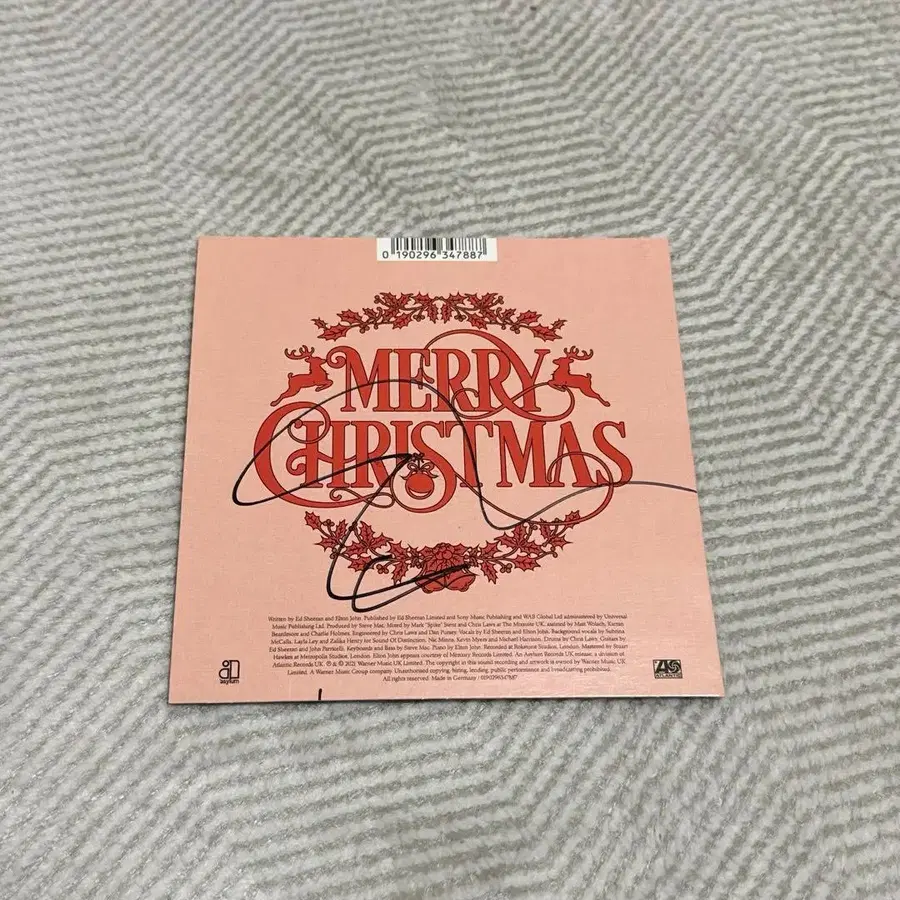 0 190296 347887
MERRY
CHRISTMAS
Written by Ed Sheeran and Elton John. Published by Ed Sheeran Limited and Sony Music Publishing and WAB Global Ltd administered by Universal
Music Publishing Ltd. Produced by Steve Mac. Mixed by Mark "Spike" Stent and Chris Laws at The Mixsuite UK, assisted by Matt Wolach, Kieran
Beardmore and Charlie Holmes. Engineered by Chris Laws and Dan Pursey. Vocals by Ed Sheeran and Elton John. Background vocals by
McCalla, Layla Ley and Zalika Henry for Sound Of Distinction, Nic Mirra, Kevin Myers and Michael Harrison. Drums by Chris Laws. Guitars by
Ed Sheeran and John Parricelli. Keyboards and Bass by Steve Mac. Piano by Elton John. Recorded at Rokstone Studios, London. Mastered by Stuart
Hawkes at Metropolis Studios, London. Elton John appears courtesy of Mercury Records Limited. An Asylum Records UK release, a division of
Atlantic Records UK, ℗ & © 2021 Warner Music UK Limited. The copyright in this sound recording and artwork is owned by Warner Music UK
Limited. A Warner Music Group company. Unauthorised copying, hiring, lending, public performance and broadcasting prohibited.
All rights reserved. Made in Germany / 0190296347887
asylum
ATLANTIC